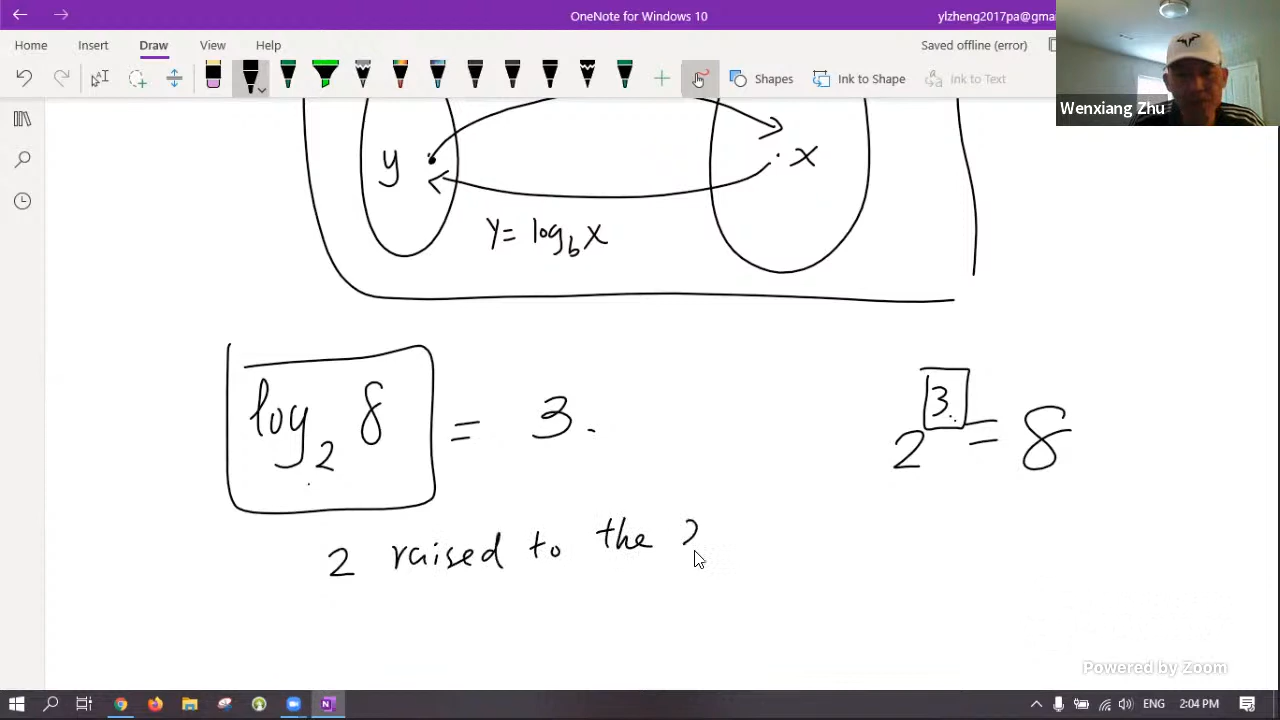 OneNote for Windows 10
ylzheng2017pa@gma
Home Insert Draw View Help
Saved offline (error)
Shapes
Ink to Shape
Ink to Text
Wenxiang Zhu
y
x
y= log_b x
log_2 8 = 3.
2^3 = 8
2 raised to the
Powered by Zoom
ENG 2:04 PM